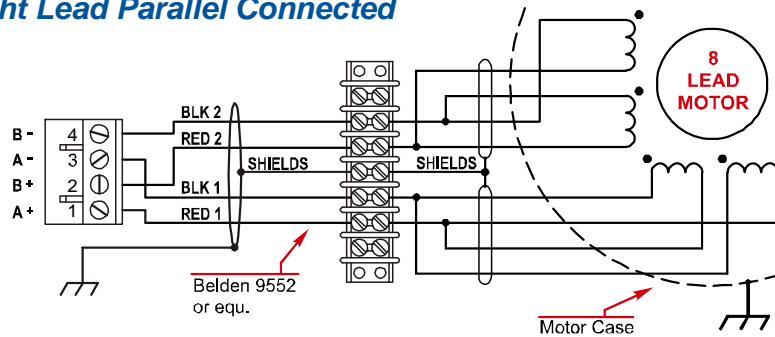 ht Lead Parallel Connected
8
LEAD
MOTOR
BLK 2
B - 4
RED 2
A - 3
SHIELDS
SHIELDS
B + 2
BLK 1
A + 1
RED 1
Belden 9552
or equ.
Motor Case